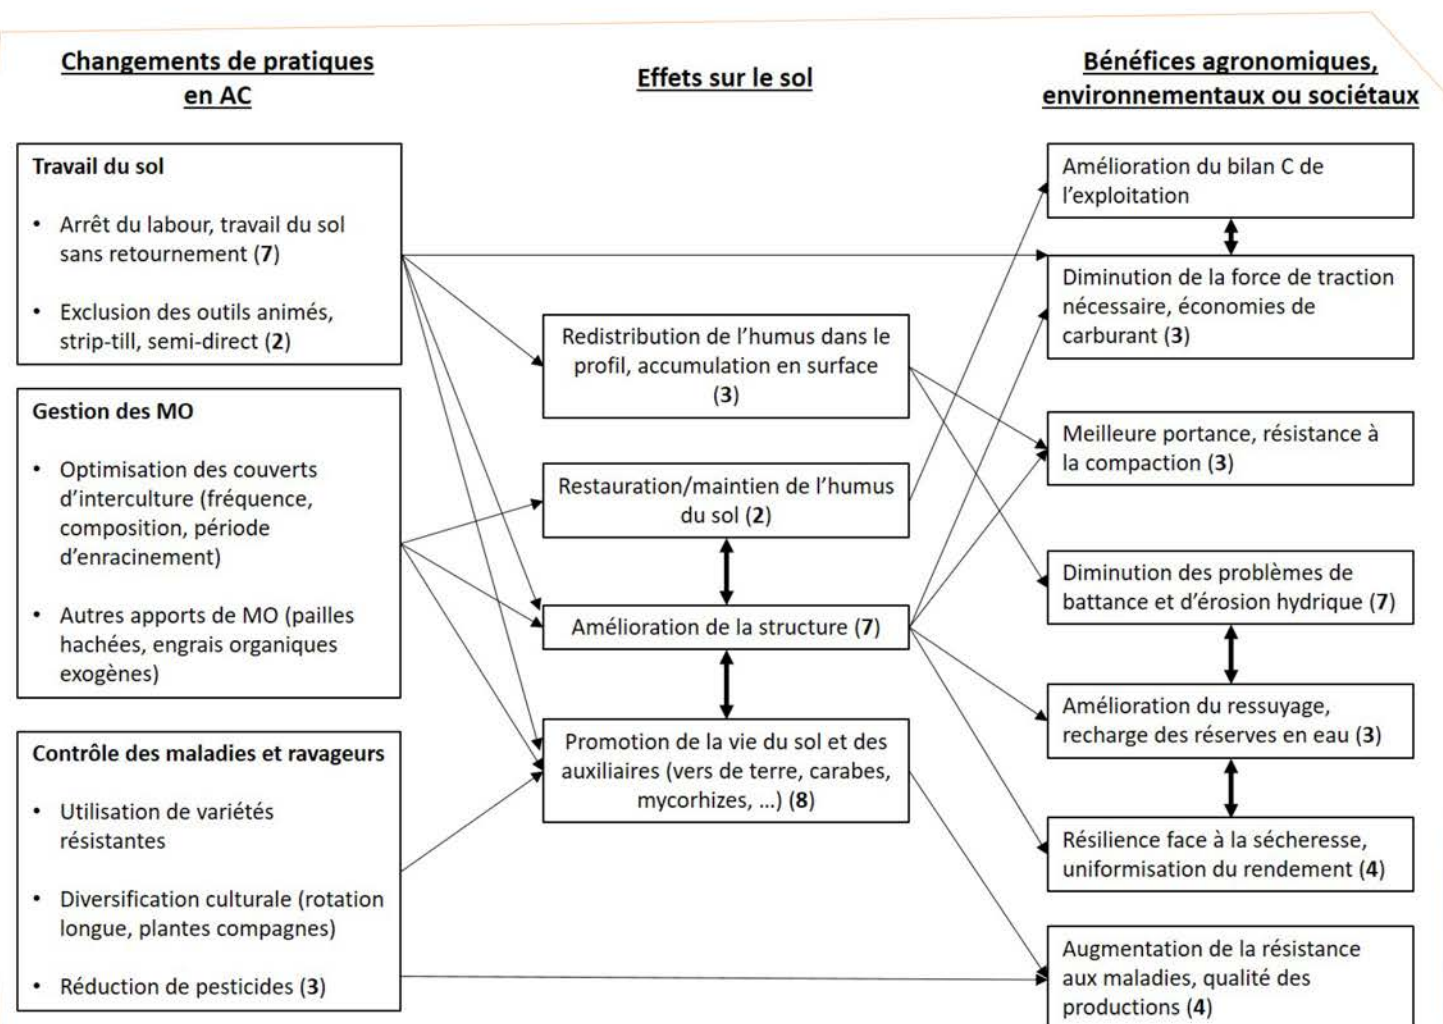 Changements de pratiques
en AC
Travail du sol
• Arrêt du labour, travail du sol
sans retournement (7)
• Exclusion des outils animés,
strip-till, semi-direct (2)
Gestion des MO
• Optimisation des couverts
d'interculture (fréquence,
composition, période
d'enracinement)
• Autres apports de MO (pailles
hachées, engrais organiques
exogènes)
Contrôle des maladies et ravageurs
• Utilisation de variétés
résistantes
• Diversification culturale (rotation
longue, plantes compagnes)
• Réduction de pesticides (3)
Effets sur le sol
Redistribution de l'humus dans le
profil, accumulation en surface
(3)
Restauration/maintien de l'humus
du sol (2)
Amélioration de la structure (7)
Promotion de la vie du sol et des
auxiliaires (vers de terre, carabes,
mycorhizes, ...) (8)
Bénéfices agronomiques,
environnementaux ou sociétaux
Amélioration du bilan C de
l'exploitation
Diminution de la force de traction
nécessaire, économies de
carburant (3)
Meilleure portance, résistance à
la compaction (3)
Diminution des problèmes de
battance et d'érosion hydrique (7)
Amélioration du ressuyage,
recharge des réserves en eau (3)
Résilience face à la sécheresse,
uniformisation du rendement (4)
Augmentation de la résistance
aux maladies, qualité des
productions (4)